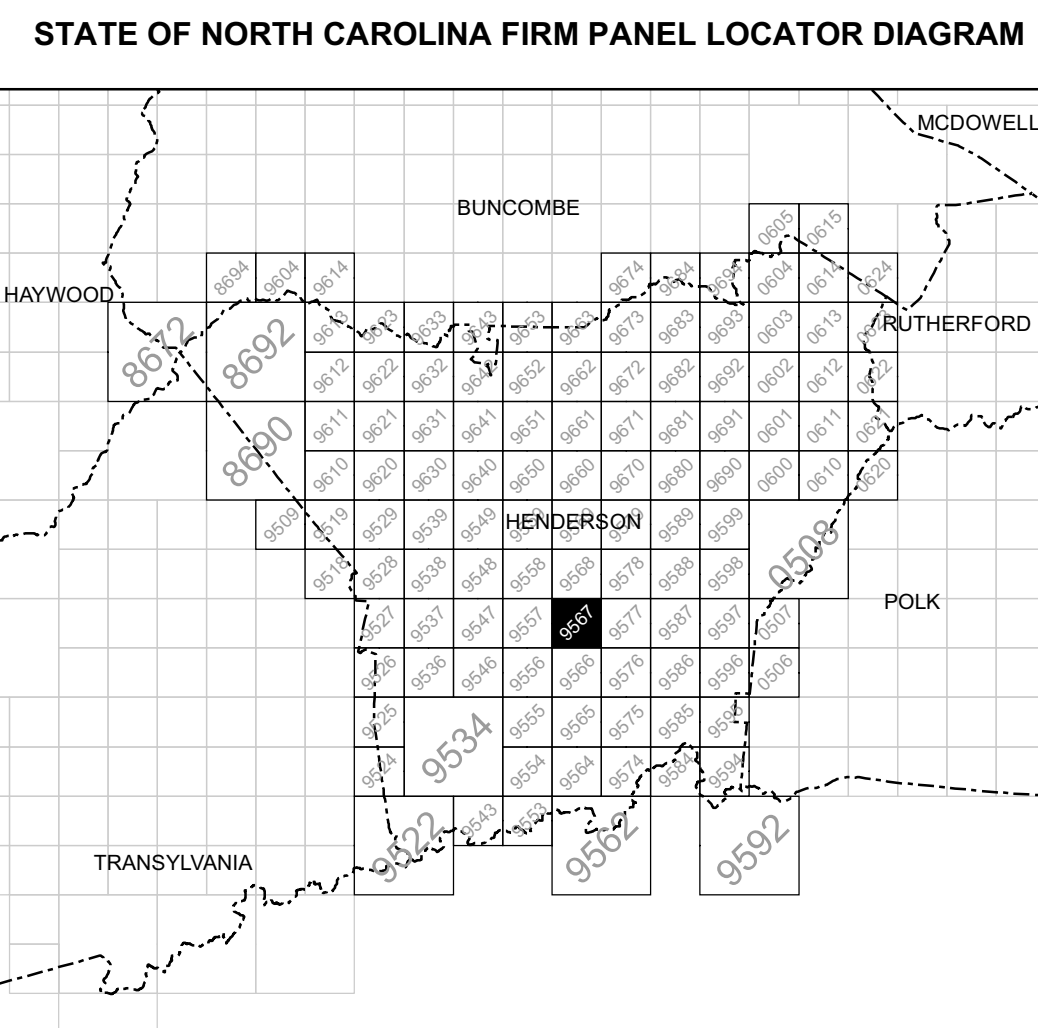 STATE OF NORTH CAROLINA FIRM PANEL LOCATOR DIAGRAM
MCDOWELL
BUNCOMBE
0605 0615
8694 9604 9614 9674 9684 9694 0604 0614 0624
HAYWOOD
8672 8692 9613 9623 9633 9643 9653 9663 9673 9683 9693 0603 0613
RUTHERFORD
9612 9622 9632 9642 9652 9662 9672 9682 9692 0602 0612 0622
8690 9611 9621 9631 9641 9651 9661 9671 9681 9691 0601 0611 0621
9610 9620 9630 9640 9650 9660 9670 9680 9690 0600 0610 0620
9509 9519 9529 9539 9549 9589 9599
HENDERSON
0508
9518 9528 9538 9548 9558 9568 9578 9588 9598
POLK
9527 9537 9547 9557 9567 9577 9587 9597 0507
9526 9536 9546 9556 9566 9576 9586 9596 0506
9525 9534 9555 9565 9575 9585 9595
9524 9554 9564 9574 9584 9594
9522 9543 9553 9562 9592
TRANSYLVANIA